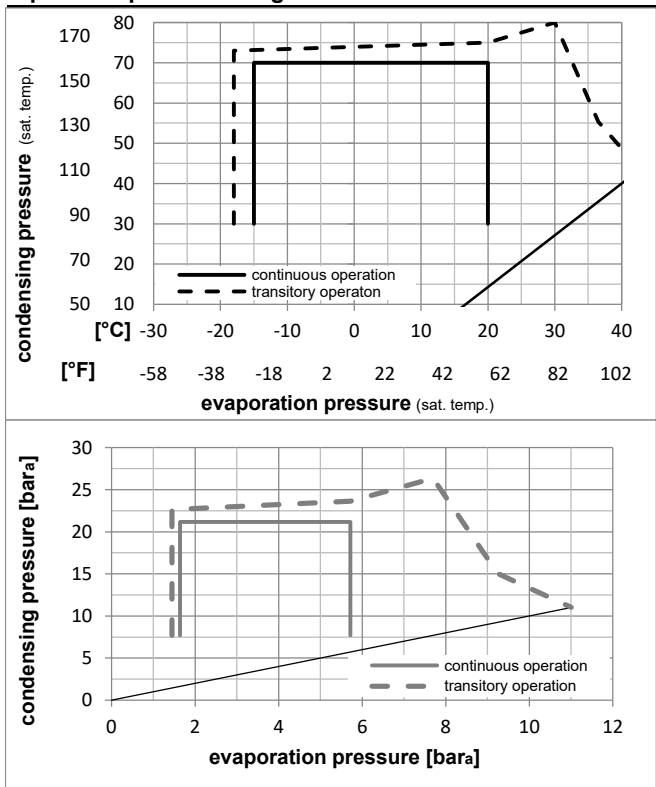 170 80
70
150 60
130 50
110 40
90 30
70 20
50 10
condensing pressure (sat. temp.)
continuous operation
transitory operaton
[°C] -30 -20 -10 0 10 20 30 40
[°F] -58 -38 -18 2 22 42 62 82 102
evaporation pressure (sat. temp.)
30
25
20
15
10
5
0
condensing pressure [bara]
continuous operation
transitory operation
0 2 4 6 8 10 12
evaporation pressure [bara]